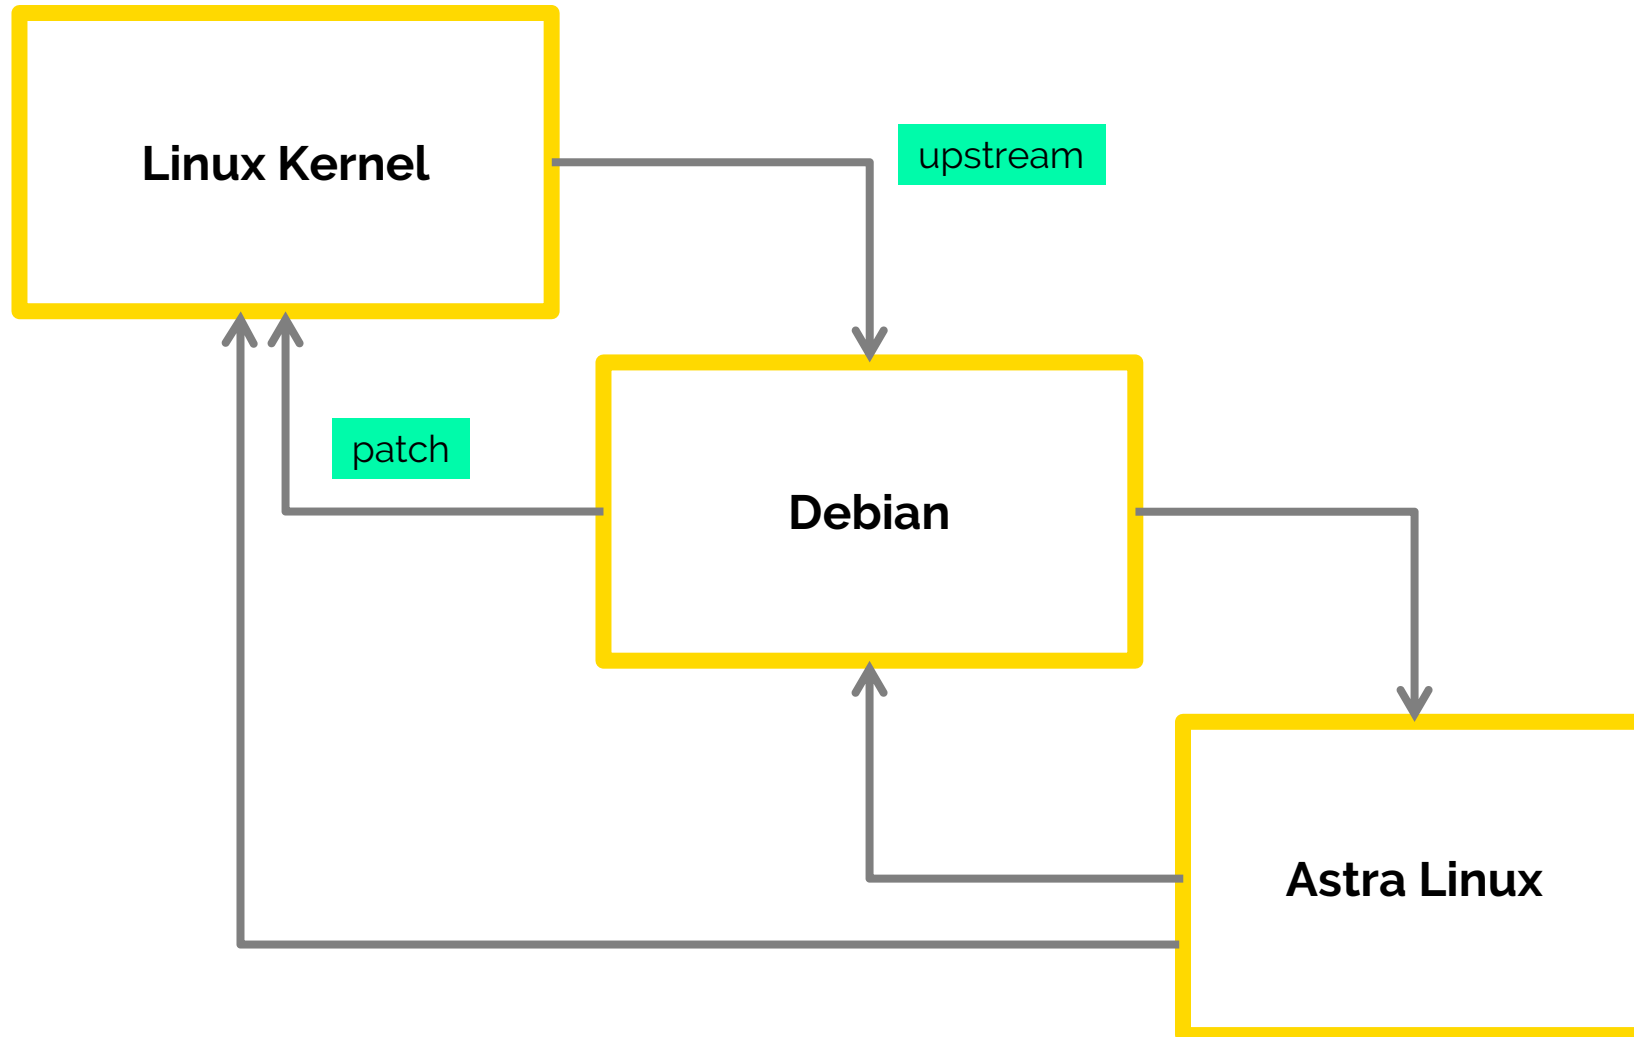 Linux Kernel
upstream
patch
Debian
Astra Linux